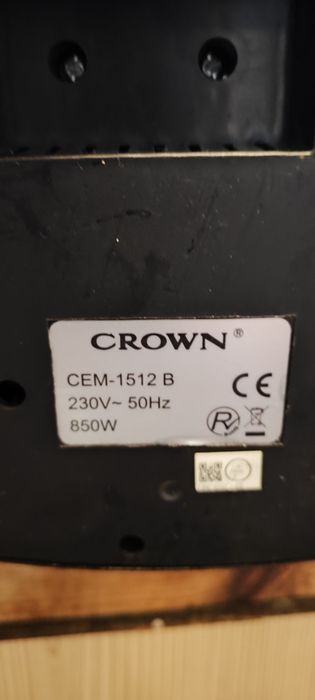 CROWN ®
CEM-1512 B
230V~ 50Hz
850W
CE
R